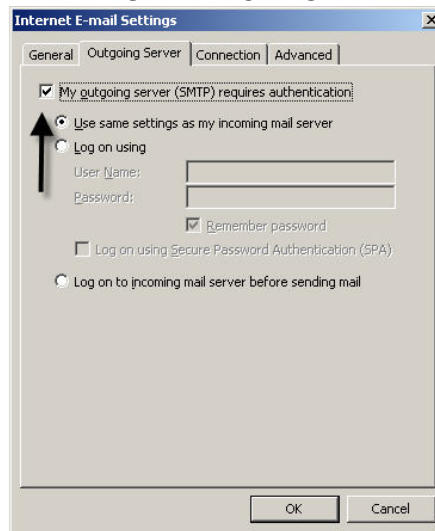 Internet E-mail Settings
General Outgoing Server Connection Advanced
My outgoing server (SMTP) requires authentication
Use same settings as my incoming mail server
Log on using
User Name:
Password:
Remember password
Log on using Secure Password Authentication (SPA)
Log on to incoming mail server before sending mail
OK Cancel